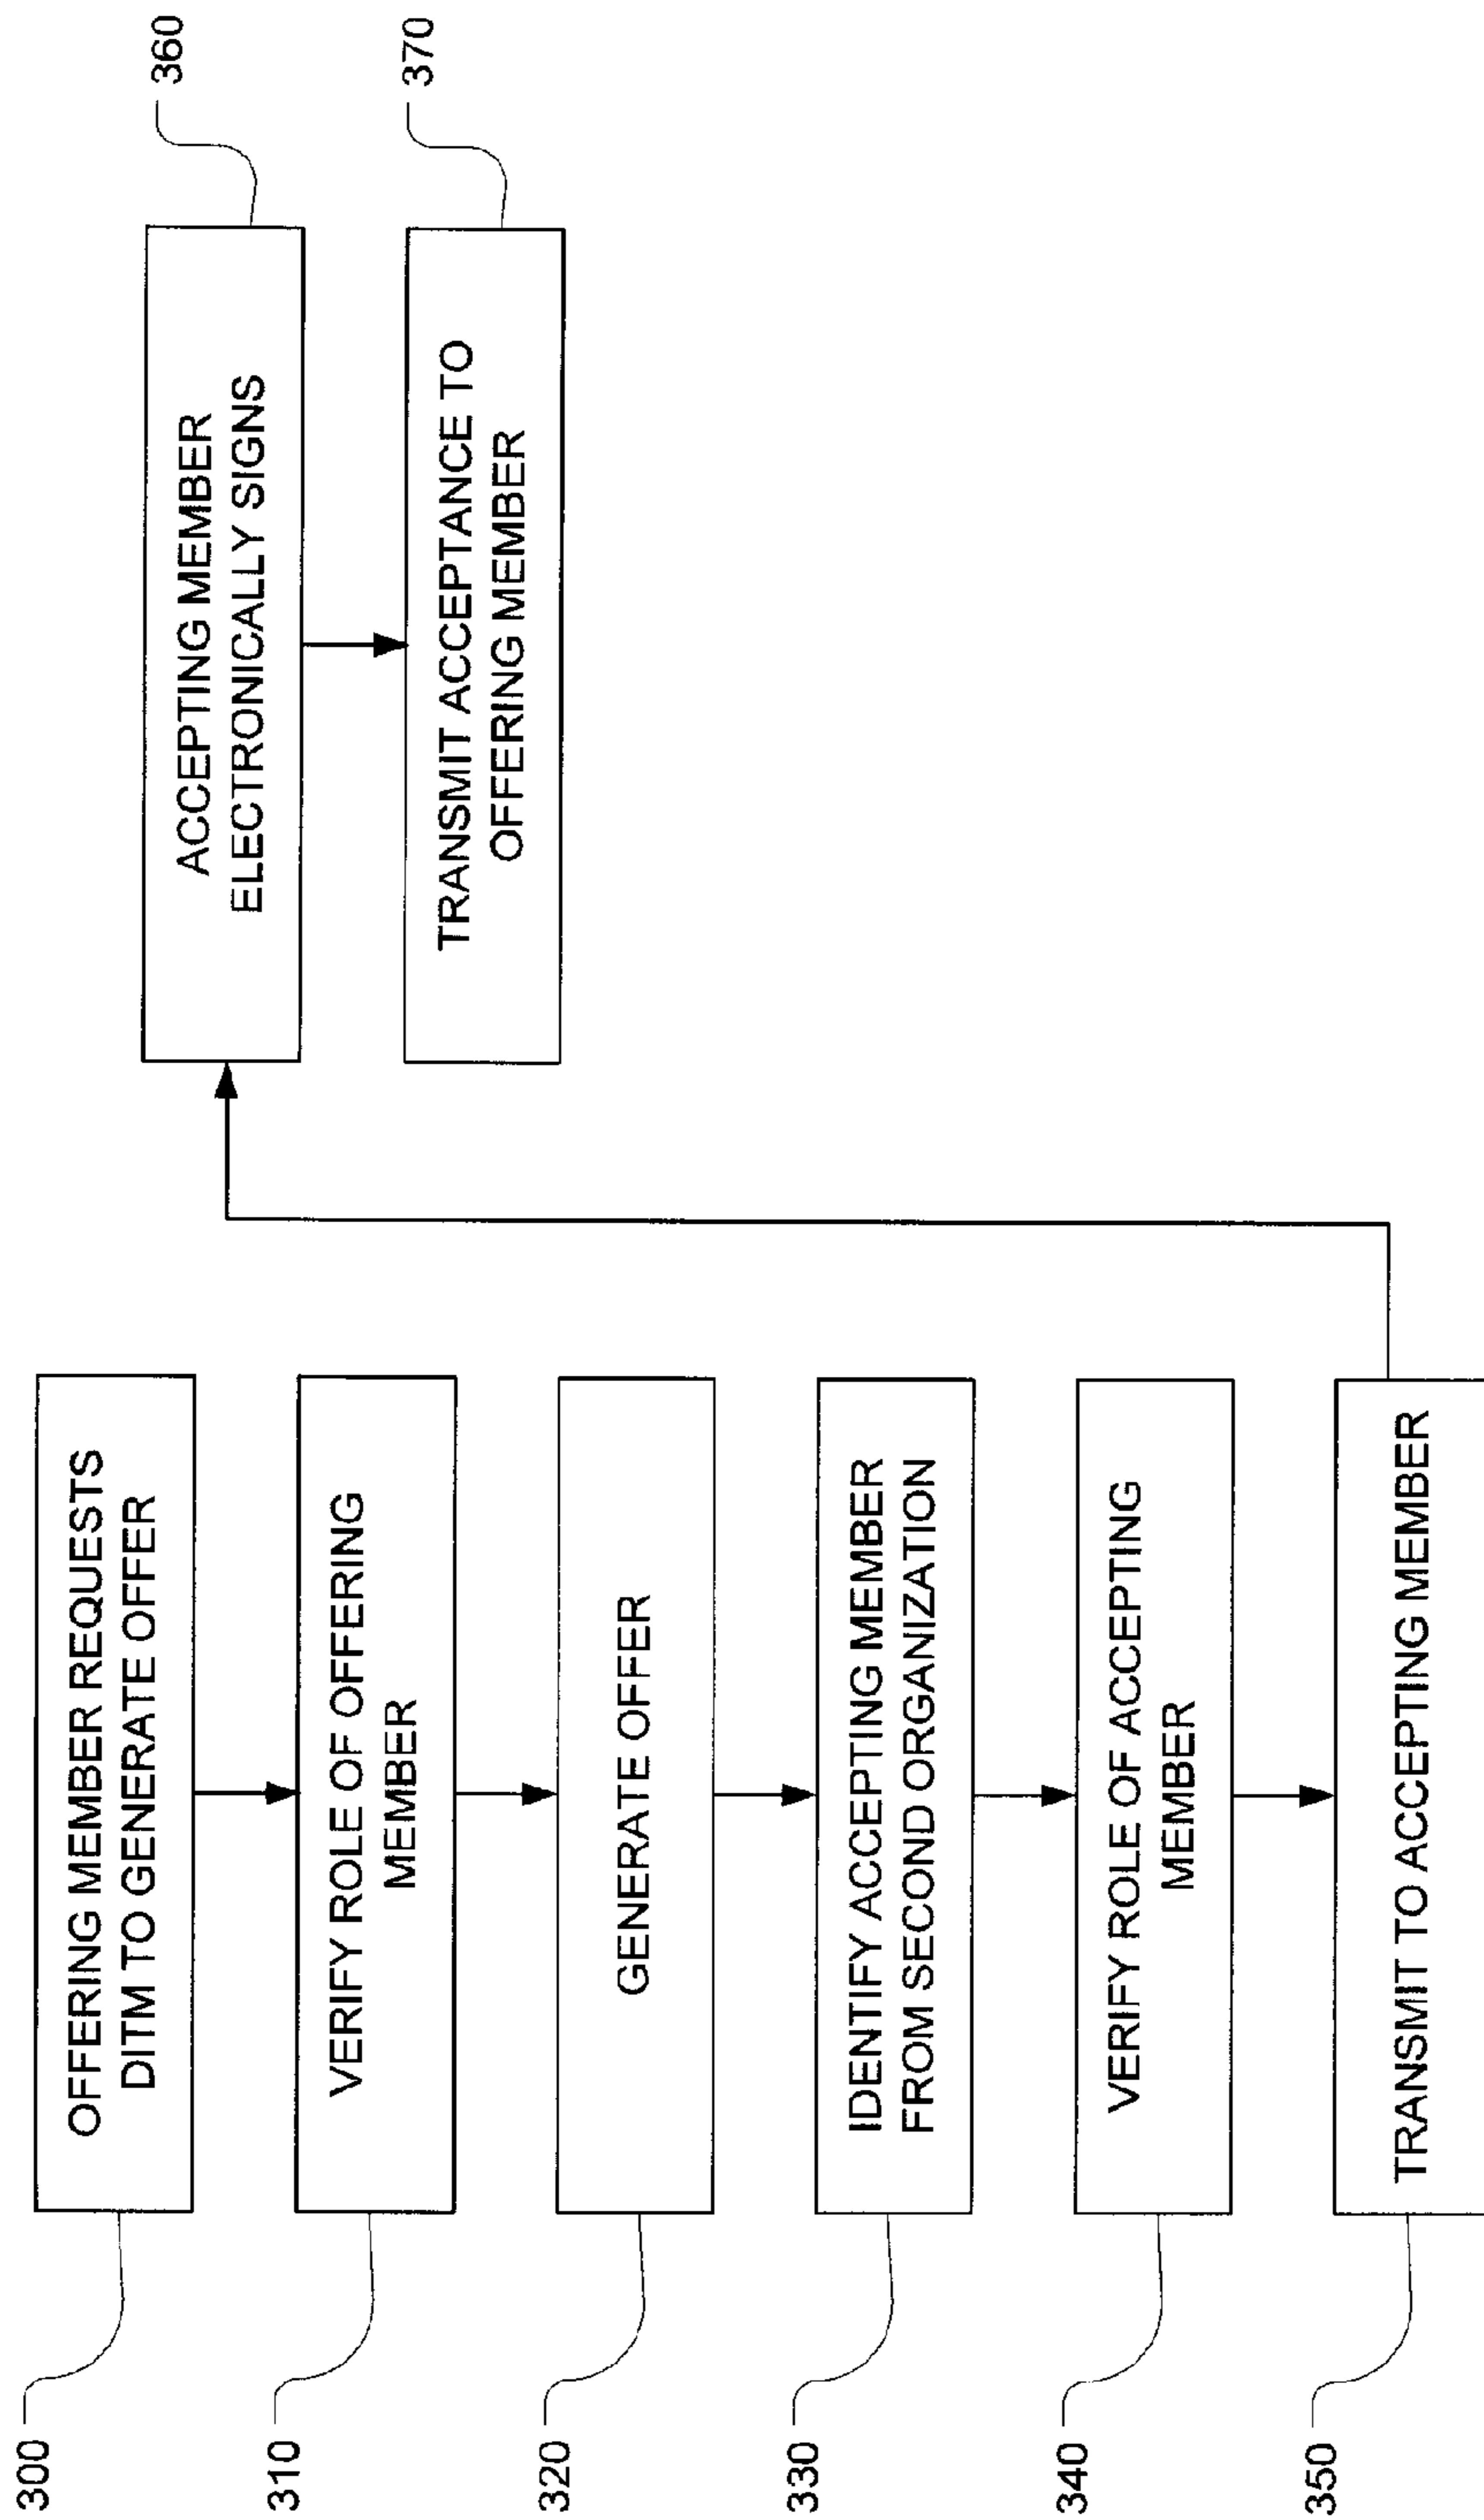 300
OFFERING MEMBER REQUESTS
DITM TO GENERATE OFFER
310
VERIFY ROLE OF OFFERING
MEMBER
320
GENERATE OFFER
330
IDENTIFY ACCEPTING MEMBER
FROM SECOND ORGANIZATION
340
VERIFY ROLE OF ACCEPTING
MEMBER
350
TRANSMIT TO ACCEPTING MEMBER
ACCEPTING MEMBER
ELECTRONICALLY SIGNS
360
TRANSMIT ACCEPTANCE TO
OFFERING MEMBER
370